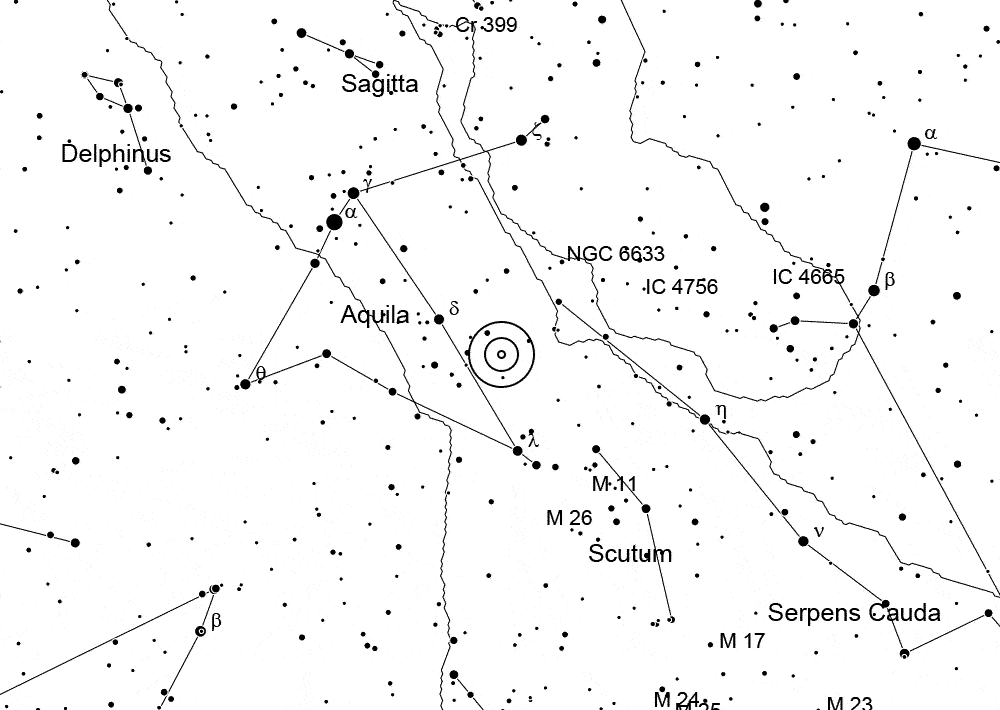 Cr 399
Sagitta
ζ
α
Delphinus
γ
α
NGC 6633
IC 4665
β
IC 4756
Aquila
δ
θ
η
λ
M 11
M 26
ν
Scutum
Serpens Cauda
β
M 17
M 24
M 25
M 23